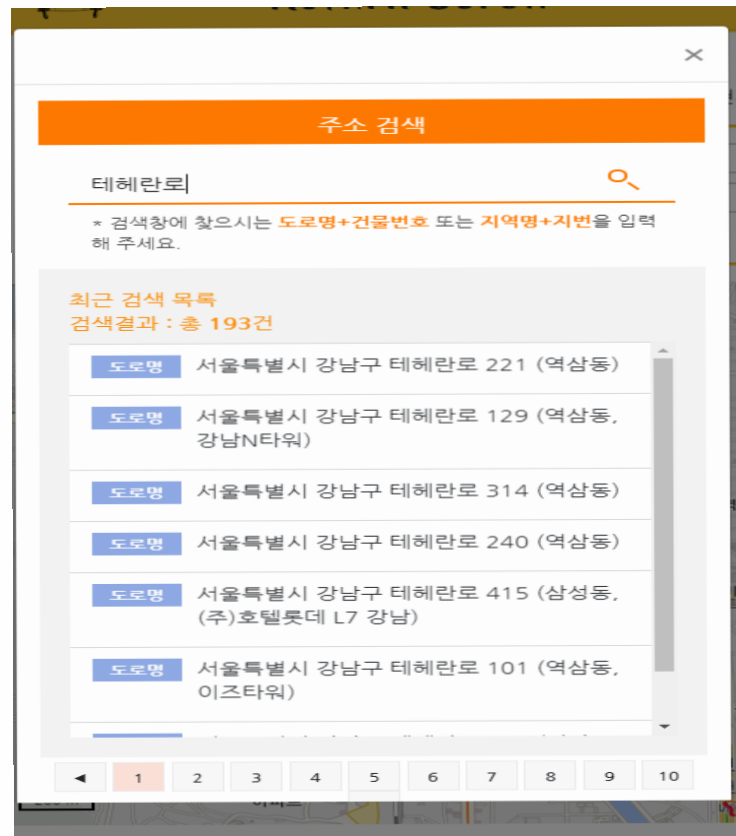 ×
주소 검색
테헤란로
* 검색창에 찾으시는 도로명+건물번호 또는 지역명+지번을 입력
해 주세요.
최근 검색 목록
검색결과 : 총 193건
도로명 서울특별시 강남구 테헤란로 221 (역삼동)
도로명 서울특별시 강남구 테헤란로 129 (역삼동,
강남N타워)
도로명 서울특별시 강남구 테헤란로 314 (역삼동)
도로명 서울특별시 강남구 테헤란로 240 (역삼동)
도로명 서울특별시 강남구 테헤란로 415 (삼성동,
(주)호텔롯데 L7 강남)
도로명 서울특별시 강남구 테헤란로 101 (역삼동,
이즈타워)
◄ 1 2 3 4 5 6 7 8 9 10